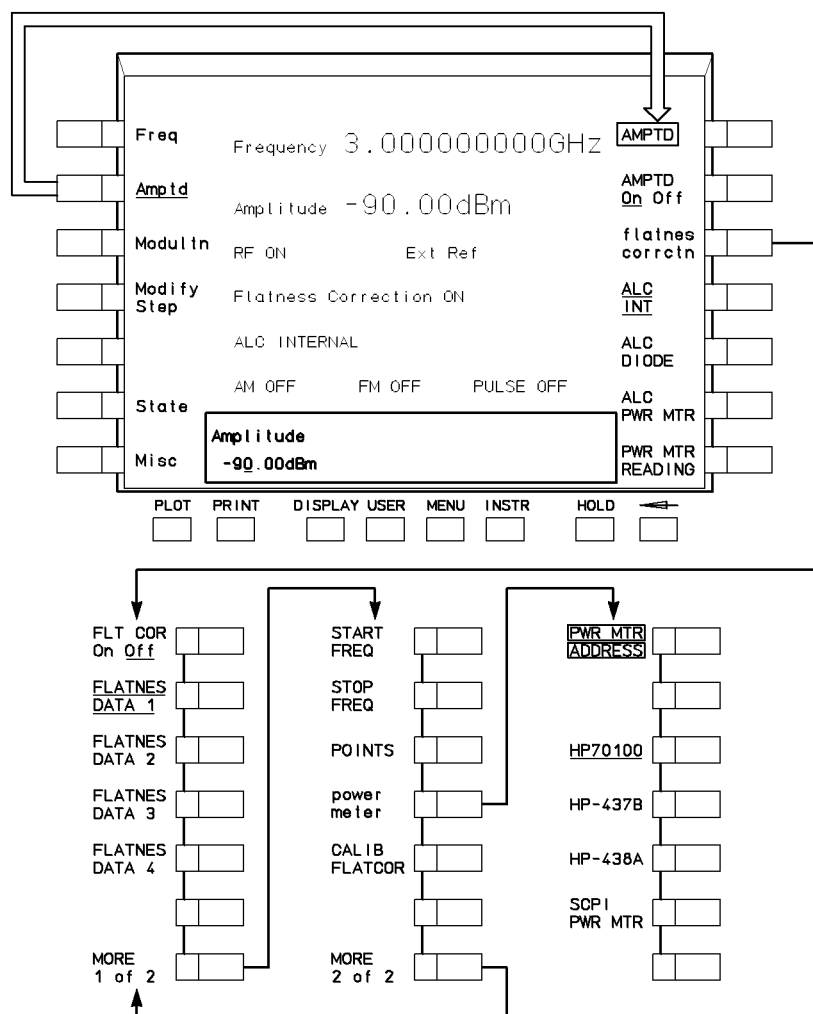 Freq
Amptd
Modultn
Modify
Step
State
Misc
Frequency 3.000000000GHz
Amplitude -90.00dBm
RF ON Ext Ref
Flatness Correction ON
ALC INTERNAL
AM OFF FM OFF PULSE OFF
Amplitude
-90.00dBm
AMPTD
AMPTD
On Off
flatnes
corrctn
ALC
INT
ALC
DIODE
ALC
PWR MTR
PWR MTR
READING
PLOT PRINT DISPLAY USER MENU INSTR HOLD
FLT COR
On Off
FLATNES
DATA 1
FLATNES
DATA 2
FLATNES
DATA 3
FLATNES
DATA 4
MORE
1 of 2
START
FREQ
STOP
FREQ
POINTS
power
meter
CALIB
FLATCOR
MORE
2 of 2
PWR MTR
ADDRESS
HP70100
HP-437B
HP-438A
SCPI
PWR MTR